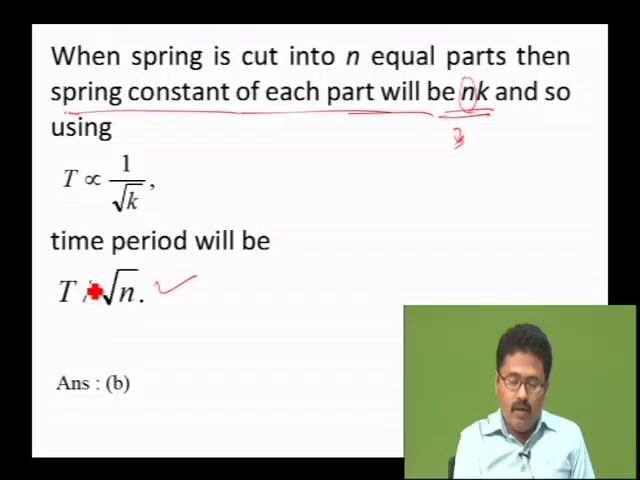 When spring is cut into n equal parts then
spring constant of each part will be nk and so
using
T ∝ 1/√k,
time period will be
T / √n.
Ans : (b)